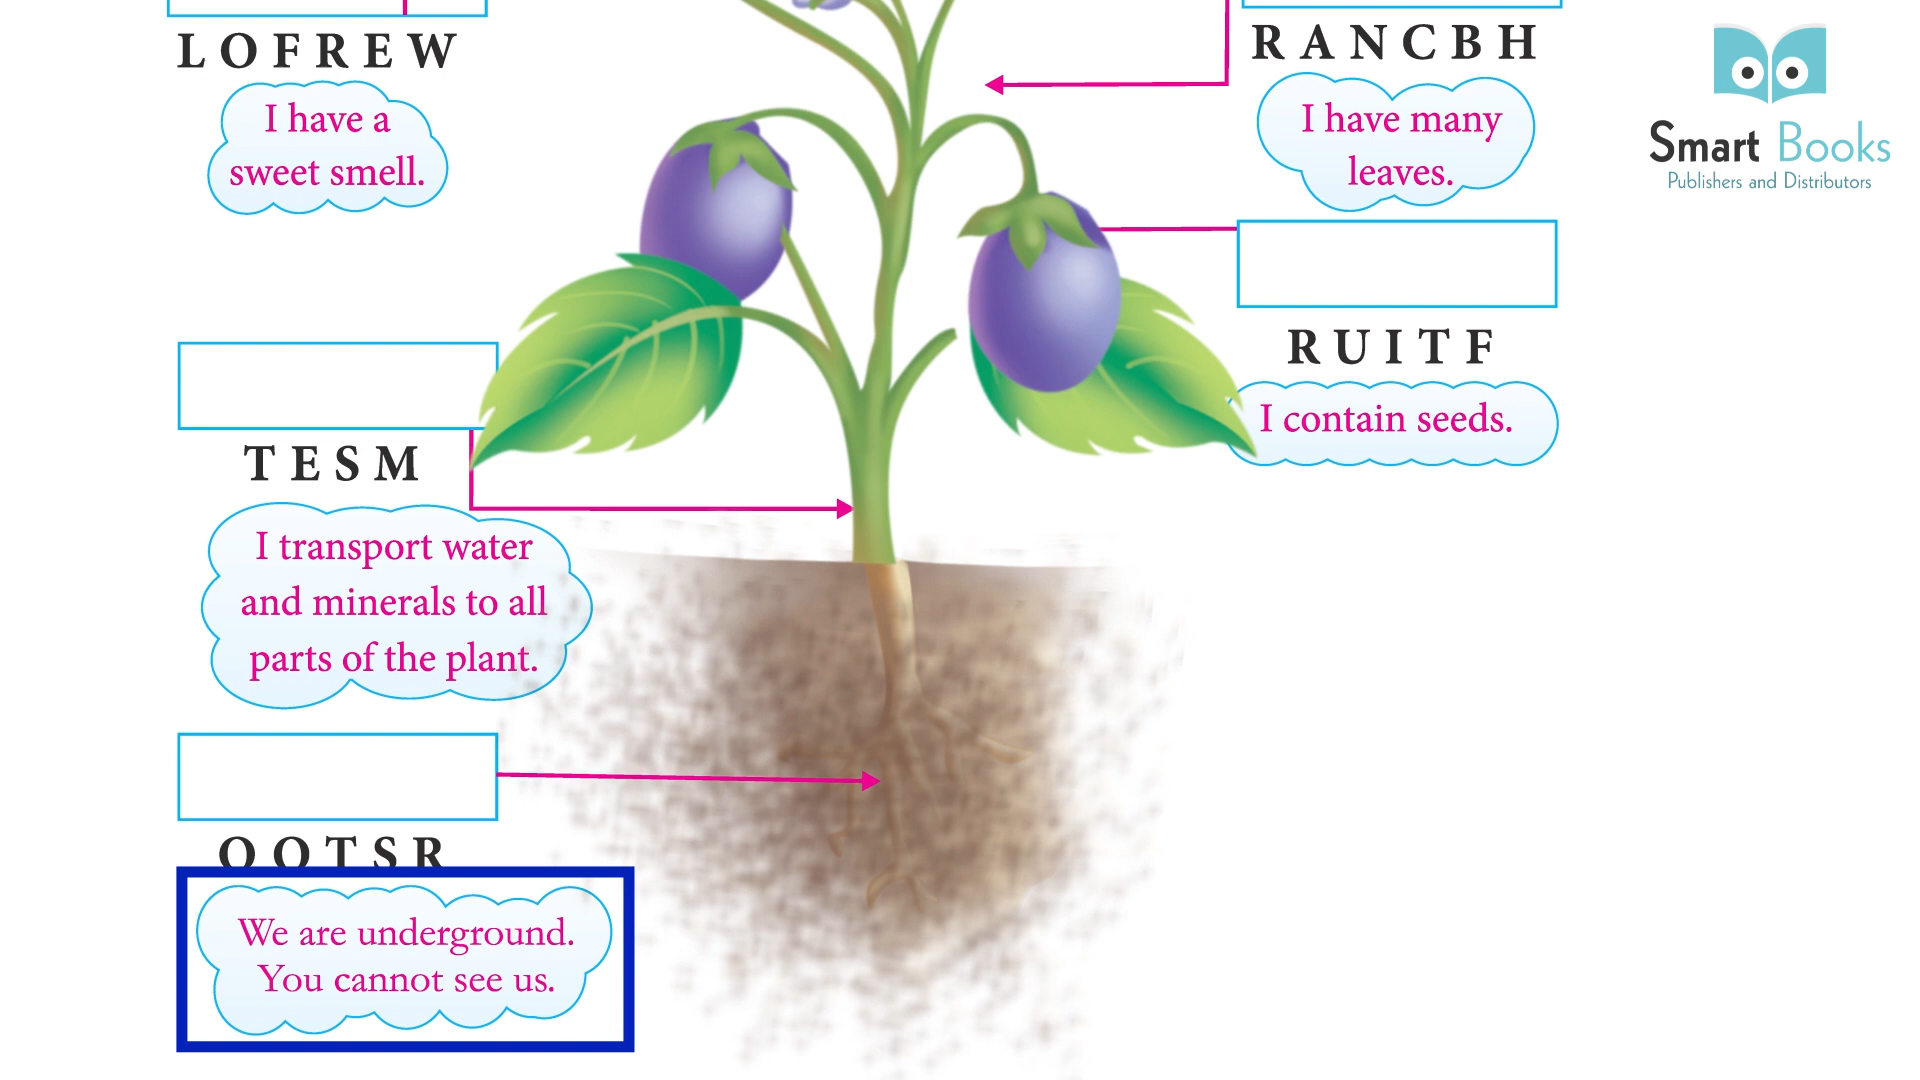 LOFREW
I have a
sweet smell.
TESM
I transport water
and minerals to all
parts of the plant.
OOTSR
We are underground.
You cannot see us.
RANCBH
I have many
leaves.
RUITF
I contain seeds.
Smart Books
Publishers and Distributors